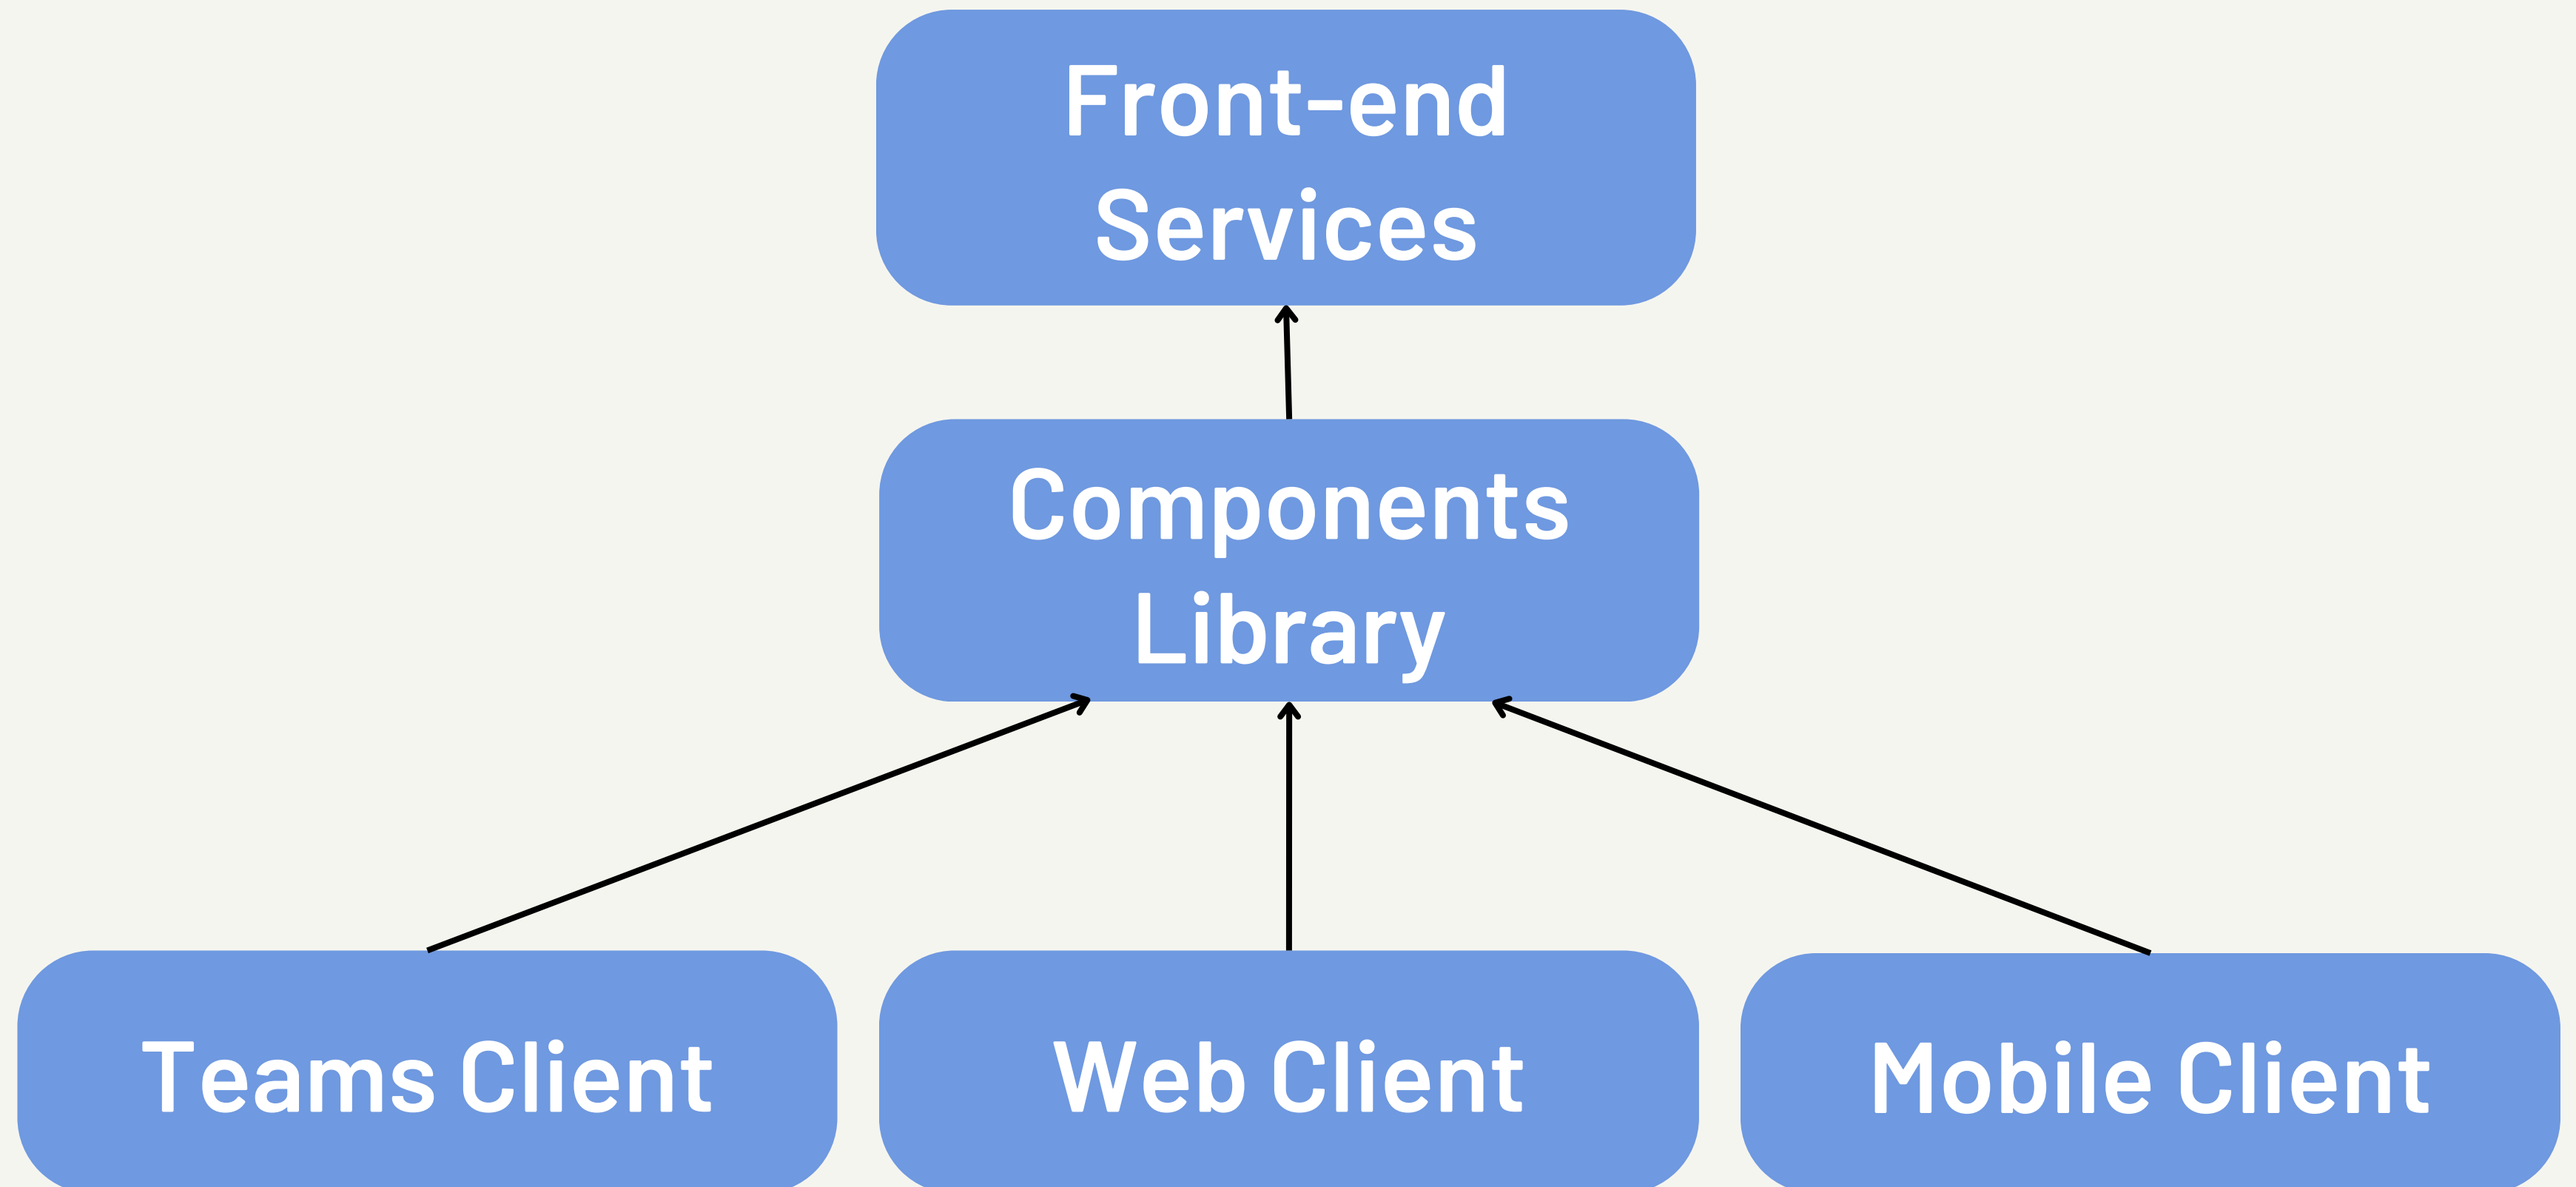 Front-end
Services
Components
Library
Teams Client
Web Client
Mobile Client